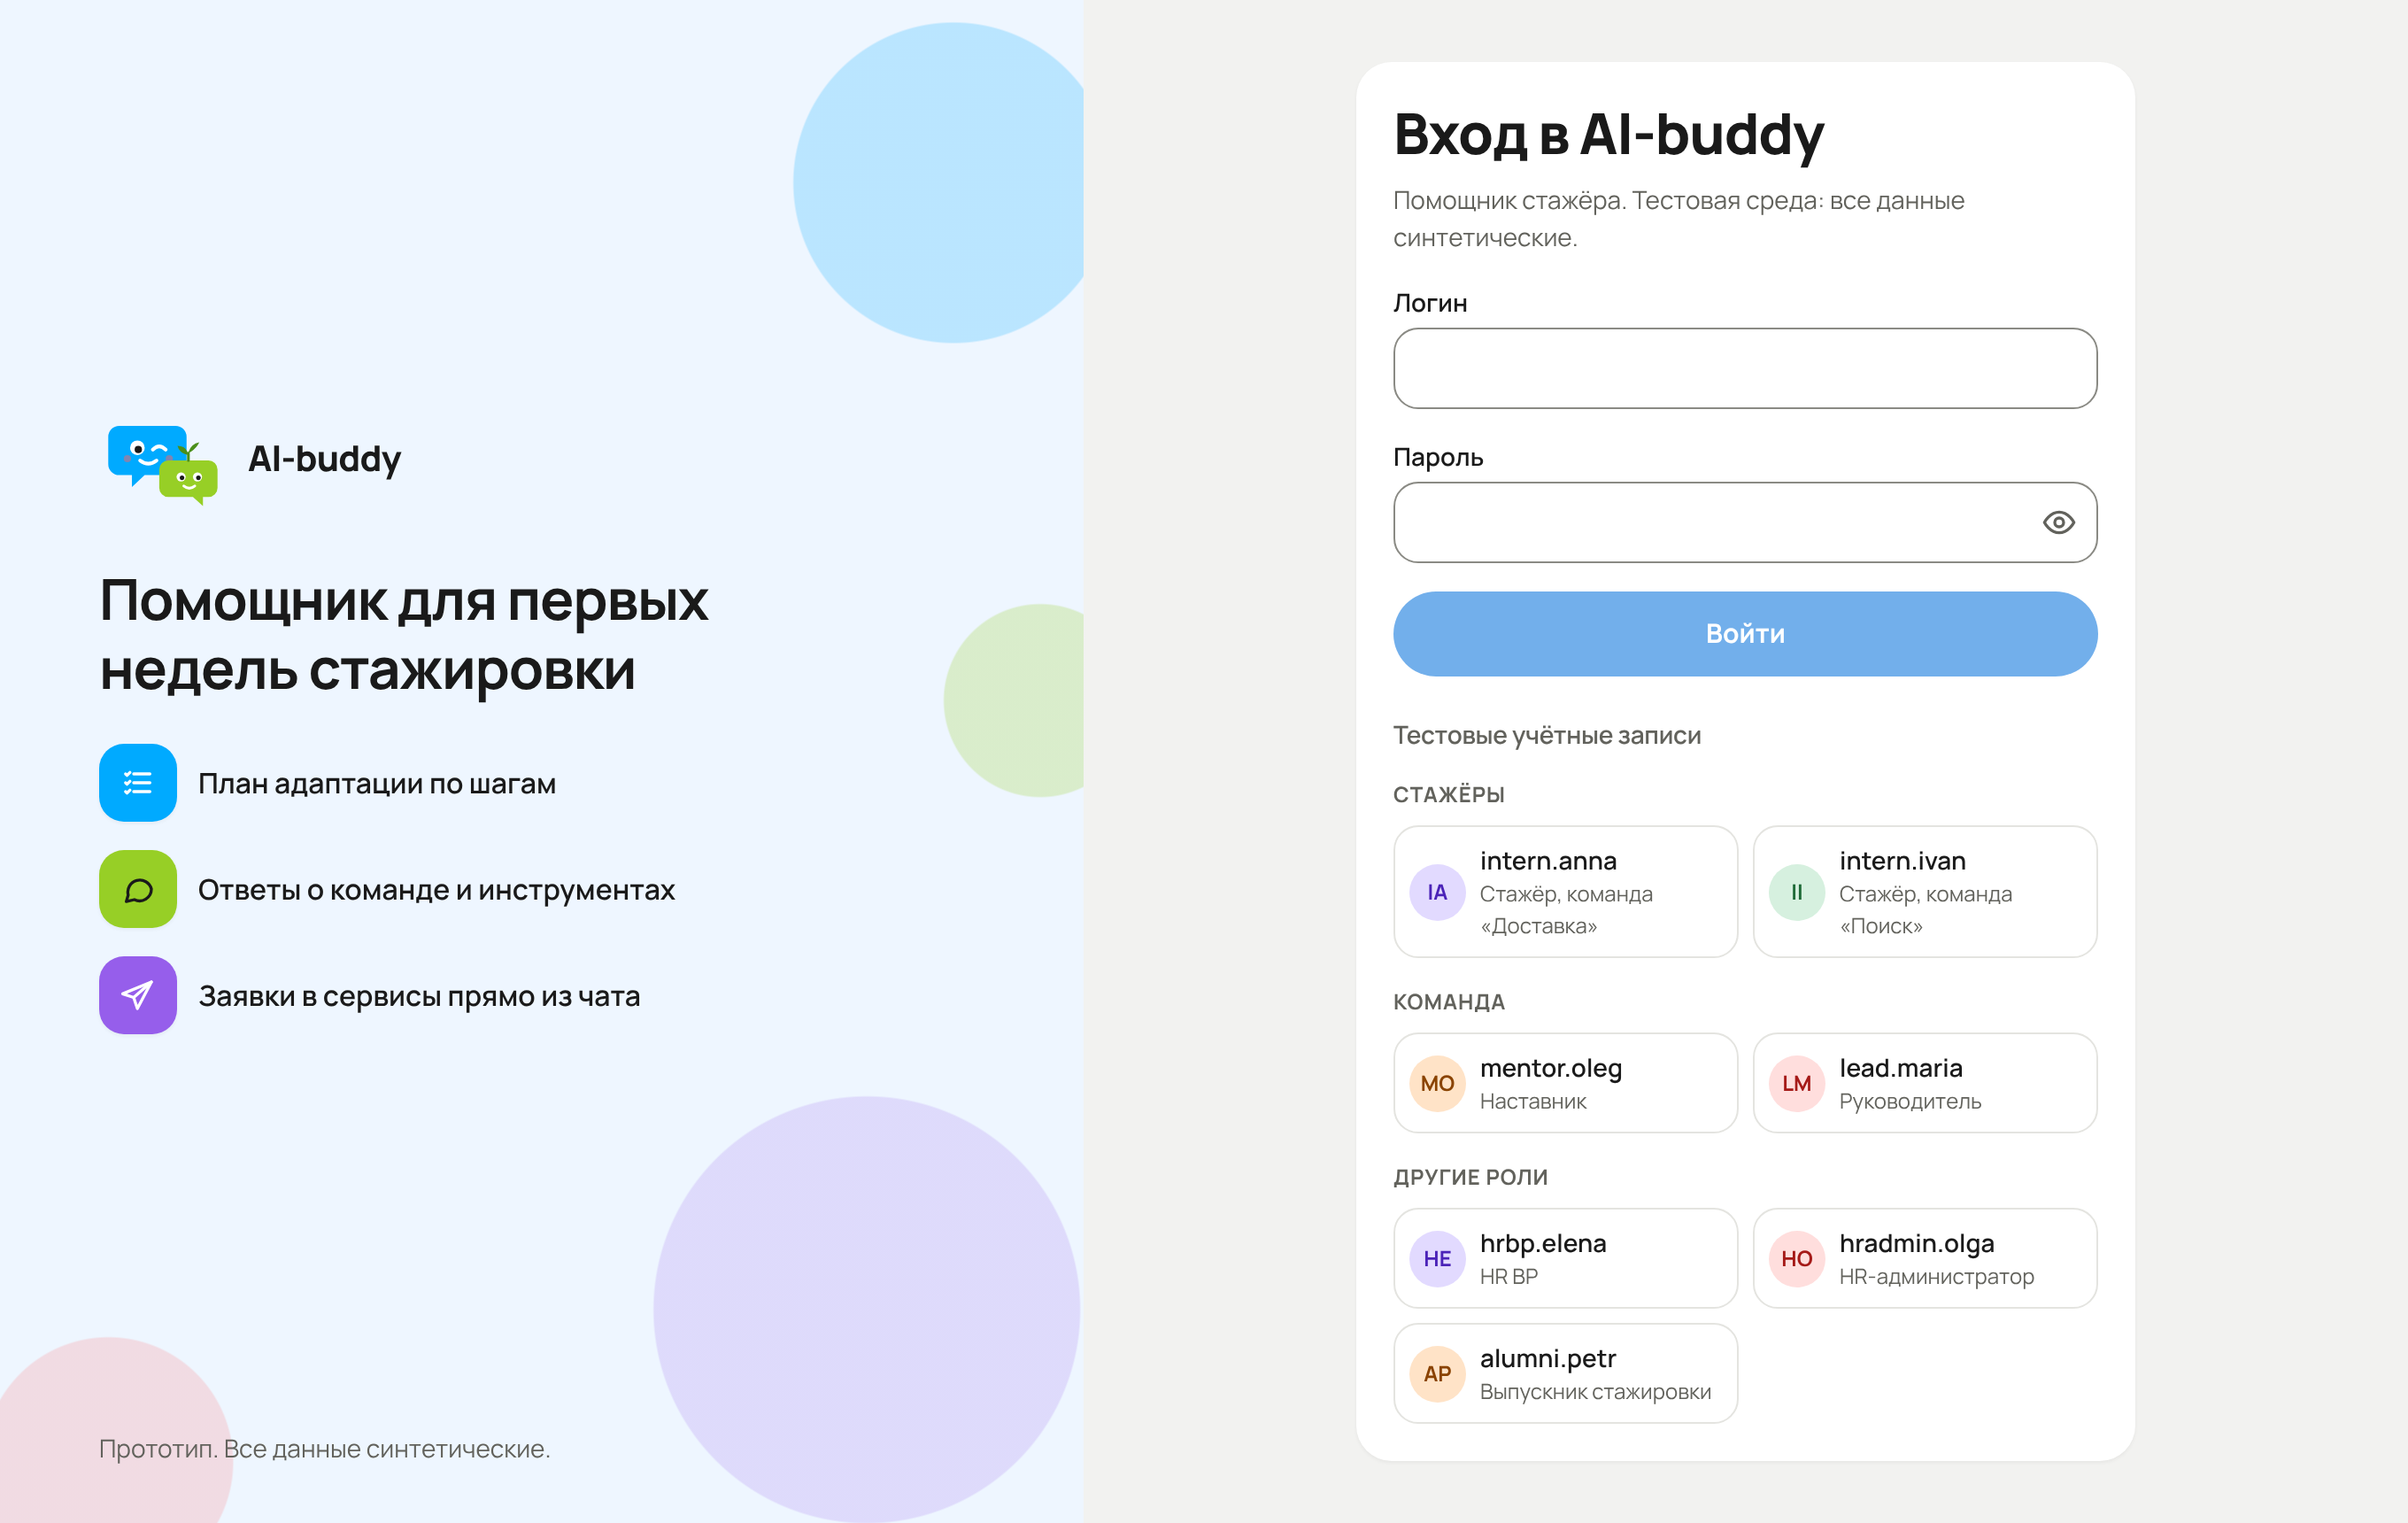 AI-buddy
Помощник для первых
недель стажировки
План адаптации по шагам
Ответы о команде и инструментах
Заявки в сервисы прямо из чата
Прототип. Все данные синтетические.
Вход в AI-buddy
Помощник стажёра. Тестовая среда: все данные
синтетические.
Логин
Пароль
Войти
Тестовые учётные записи
СТАЖЁРЫ
IA
intern.anna
Стажёр, команда
«Доставка»
II
intern.ivan
Стажёр, команда
«Поиск»
КОМАНДА
MO
mentor.oleg
Наставник
LM
lead.maria
Руководитель
ДРУГИЕ РОЛИ
HE
hrbp.elena
HR BP
HO
hradmin.olga
HR-администратор
AP
alumni.petr
Выпускник стажировки